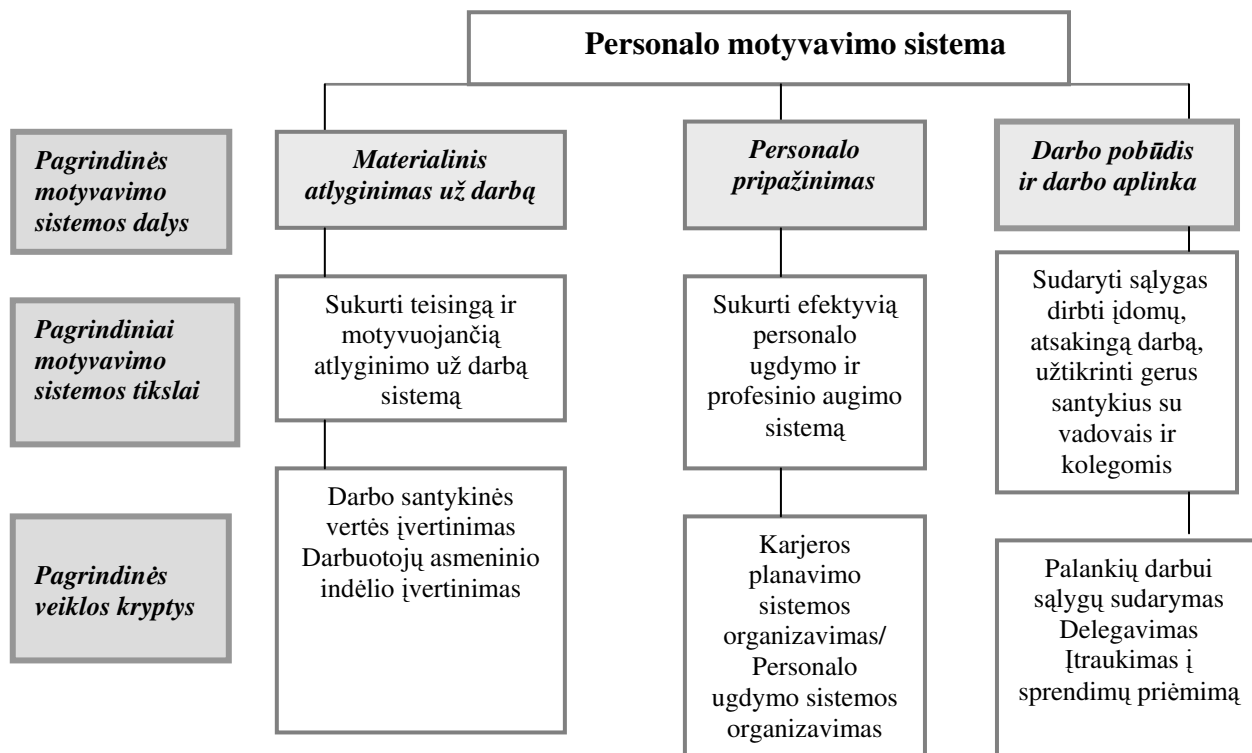 Personalo motyvavimo sistema
Pagrindinės
motyvavimo
sistemos dalys
Materialinis
atlyginimas už darbą
Personalo
pripažinimas
Darbo pobūdis
ir darbo aplinka
Pagrindiniai
motyvavimo
sistemos tikslai
Sukurti teisingą ir
motyvuojančią
atlyginimo už darbą
sistemą
Sukurti efektyvią
personalo
ugdymo ir
profesinio augimo
sistemą
Sudaryti sąlygas
dirbti įdomų,
atsakingą darbą,
užtikrinti gerus
santykius su
vadovais ir
kolegomis
Pagrindinės
veiklos kryptys
Darbo santykinės
vertės įvertinimas
Darbuotojų asmeninio
indėlio įvertinimas
Karjeros
planavimo
sistemos
organizavimas/
Personalo
ugdymo sistemos
organizavimas
Palankių darbui
sąlygų sudarymas
Delegavimas
Įtraukimas į
sprendimų priėmimą